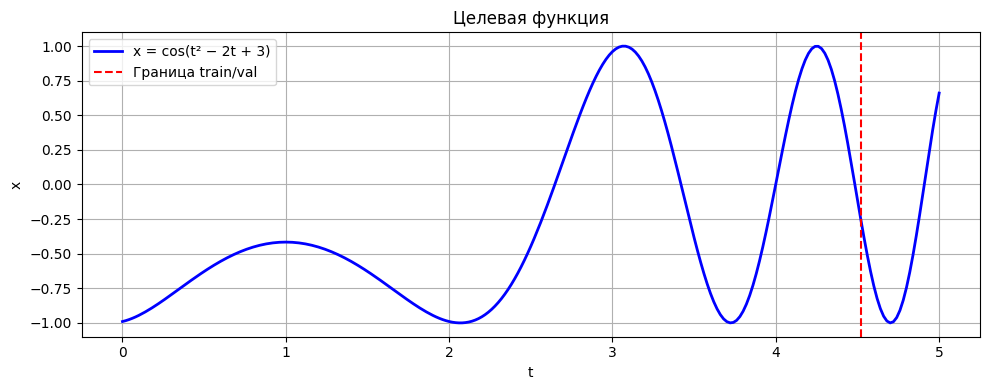 Целевая функция
x = cos(t² − 2t + 3)
Граница train/val
1.00
0.75
0.50
0.25
0.00
−0.25
−0.50
−0.75
−1.00
x
0 1 2 3 4 5
t